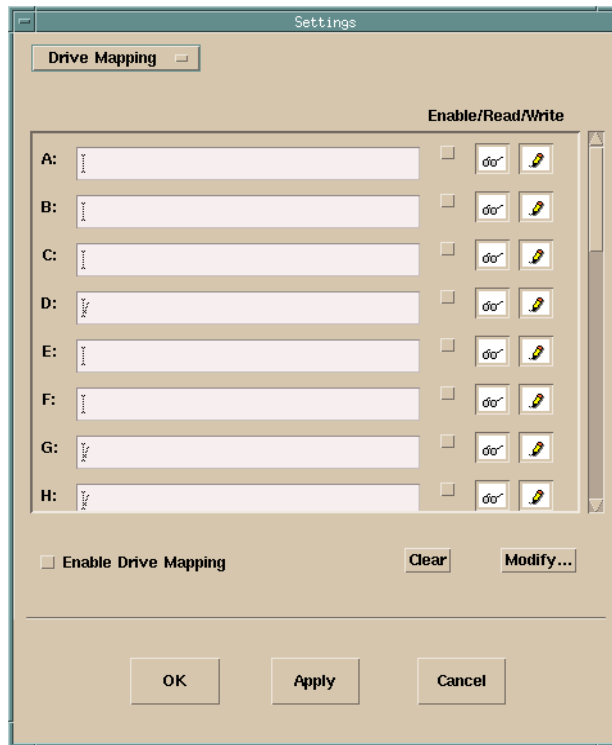 Settings
Drive Mapping
Enable/Read/Write
A:
B:
C:
D:
E:
F:
G:
H:
Enable Drive Mapping Clear Modify...
OK Apply Cancel